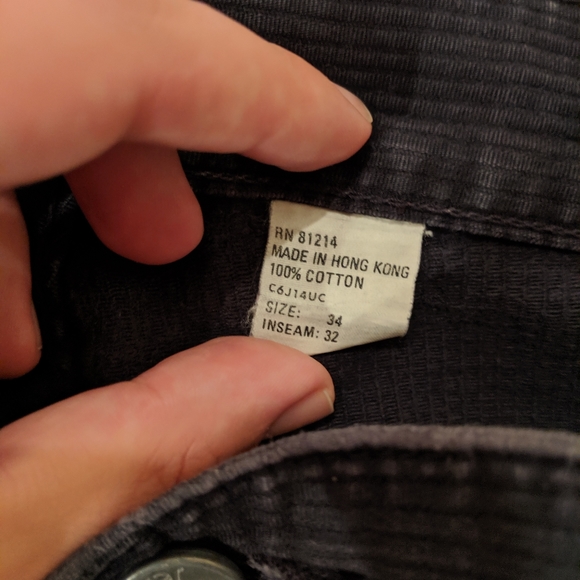 RN 81214
MADE IN HONG KONG
100% COTTON
C6J14UC
SIZE: 34
INSEAM: 32